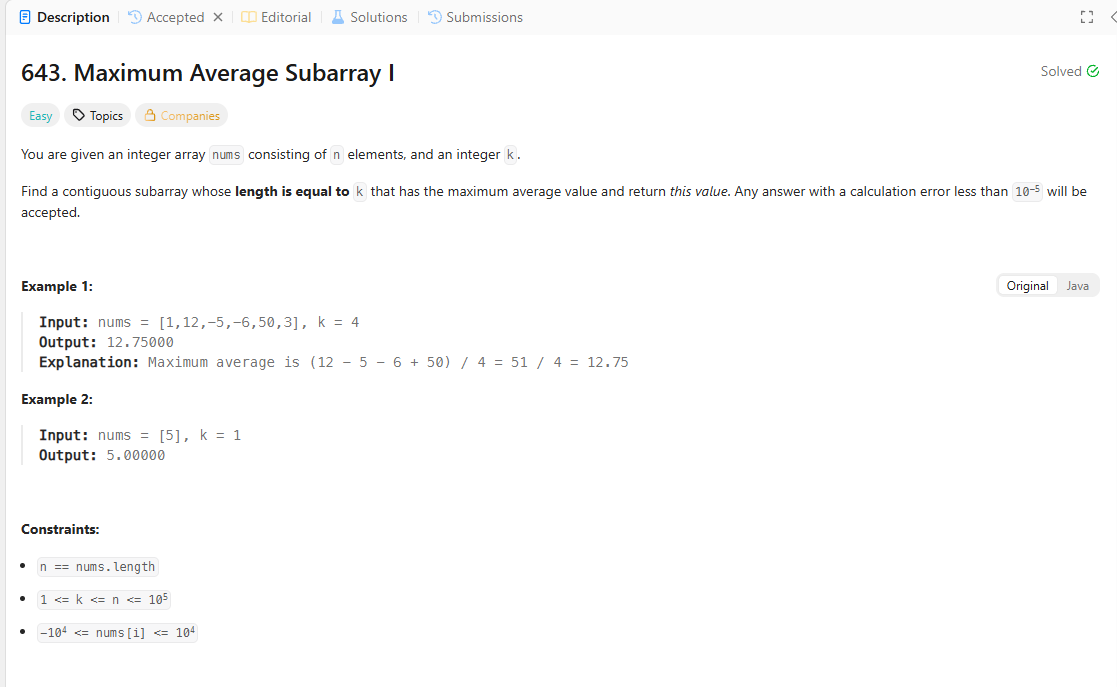 Description Accepted Editorial Solutions Submissions
643. Maximum Average Subarray I
Solved
Easy Topics Companies
You are given an integer array nums consisting of n elements, and an integer k.
Find a contiguous subarray whose length is equal to k that has the maximum average value and return this value. Any answer with a calculation error less than 10⁻⁵ will be
accepted.
Example 1:
Original Java
Input: nums = [1,12,-5,-6,50,3], k = 4
Output: 12.75000
Explanation: Maximum average is (12 - 5 - 6 + 50) / 4 = 51 / 4 = 12.75
Example 2:
Input: nums = [5], k = 1
Output: 5.00000
Constraints:
• n == nums.length
• 1 <= k <= n <= 10⁵
• -10⁴ <= nums[i] <= 10⁴